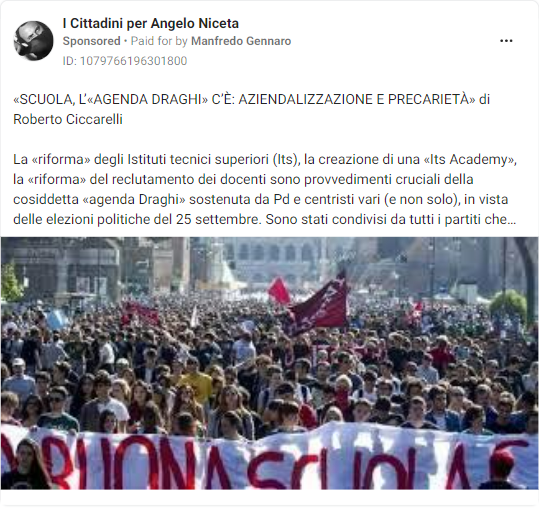 I Cittadini per Angelo Niceta
Sponsored • Paid for by Manfredo Gennaro
ID: 1079766196301800
«SCUOLA, L'«AGENDA DRAGHI» C'È: AZIENDALIZZAZIONE E PRECARIETÀ» di
Roberto Ciccarelli
La «riforma» degli Istituti tecnici superiori (Its), la creazione di una «Its Academy»,
la «riforma» del reclutamento dei docenti sono provvedimenti cruciali della
cosiddetta «agenda Draghi» sostenuta da Pd e centristi vari (e non solo), in vista
delle elezioni politiche del 25 settembre. Sono stati condivisi da tutti i partiti che...
BUONA SCUOLA